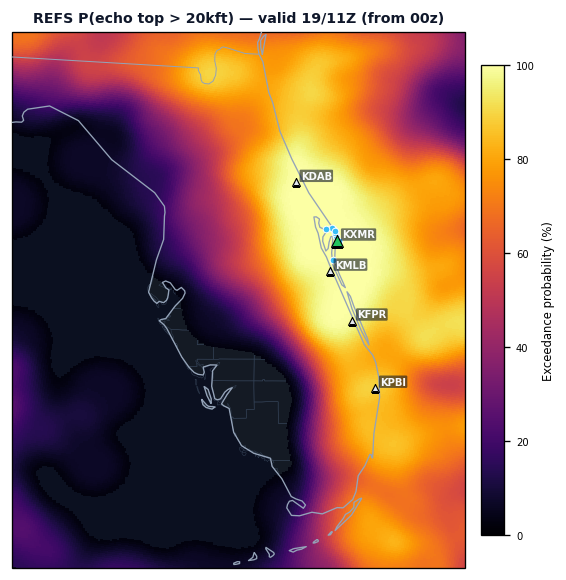 REFS P(echo top > 20kft) — valid 19/11Z (from 00z)
KDAB
KXMR
KMLB
KFPR
KPBI
100
80
60
40
20
0
Exceedance probability (%)